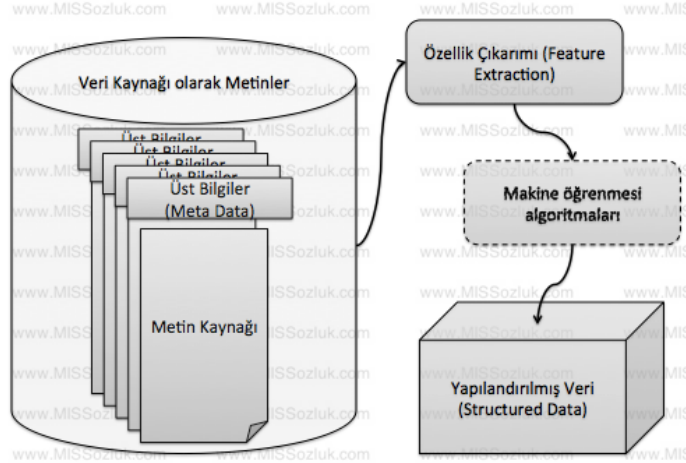 Veri Kaynağı olarak Metinler
Üst Bilgiler
Üst Bilgiler
Üst Bilgiler
Üst Bilgiler
Üst Bilgiler
(Meta Data)
Metin Kaynağı
Özellik Çıkarımı (Feature
Extraction)
Makine öğrenmesi
algoritmaları
Yapılandırılmış Veri
(Structured Data)
www.MISSozluk.com